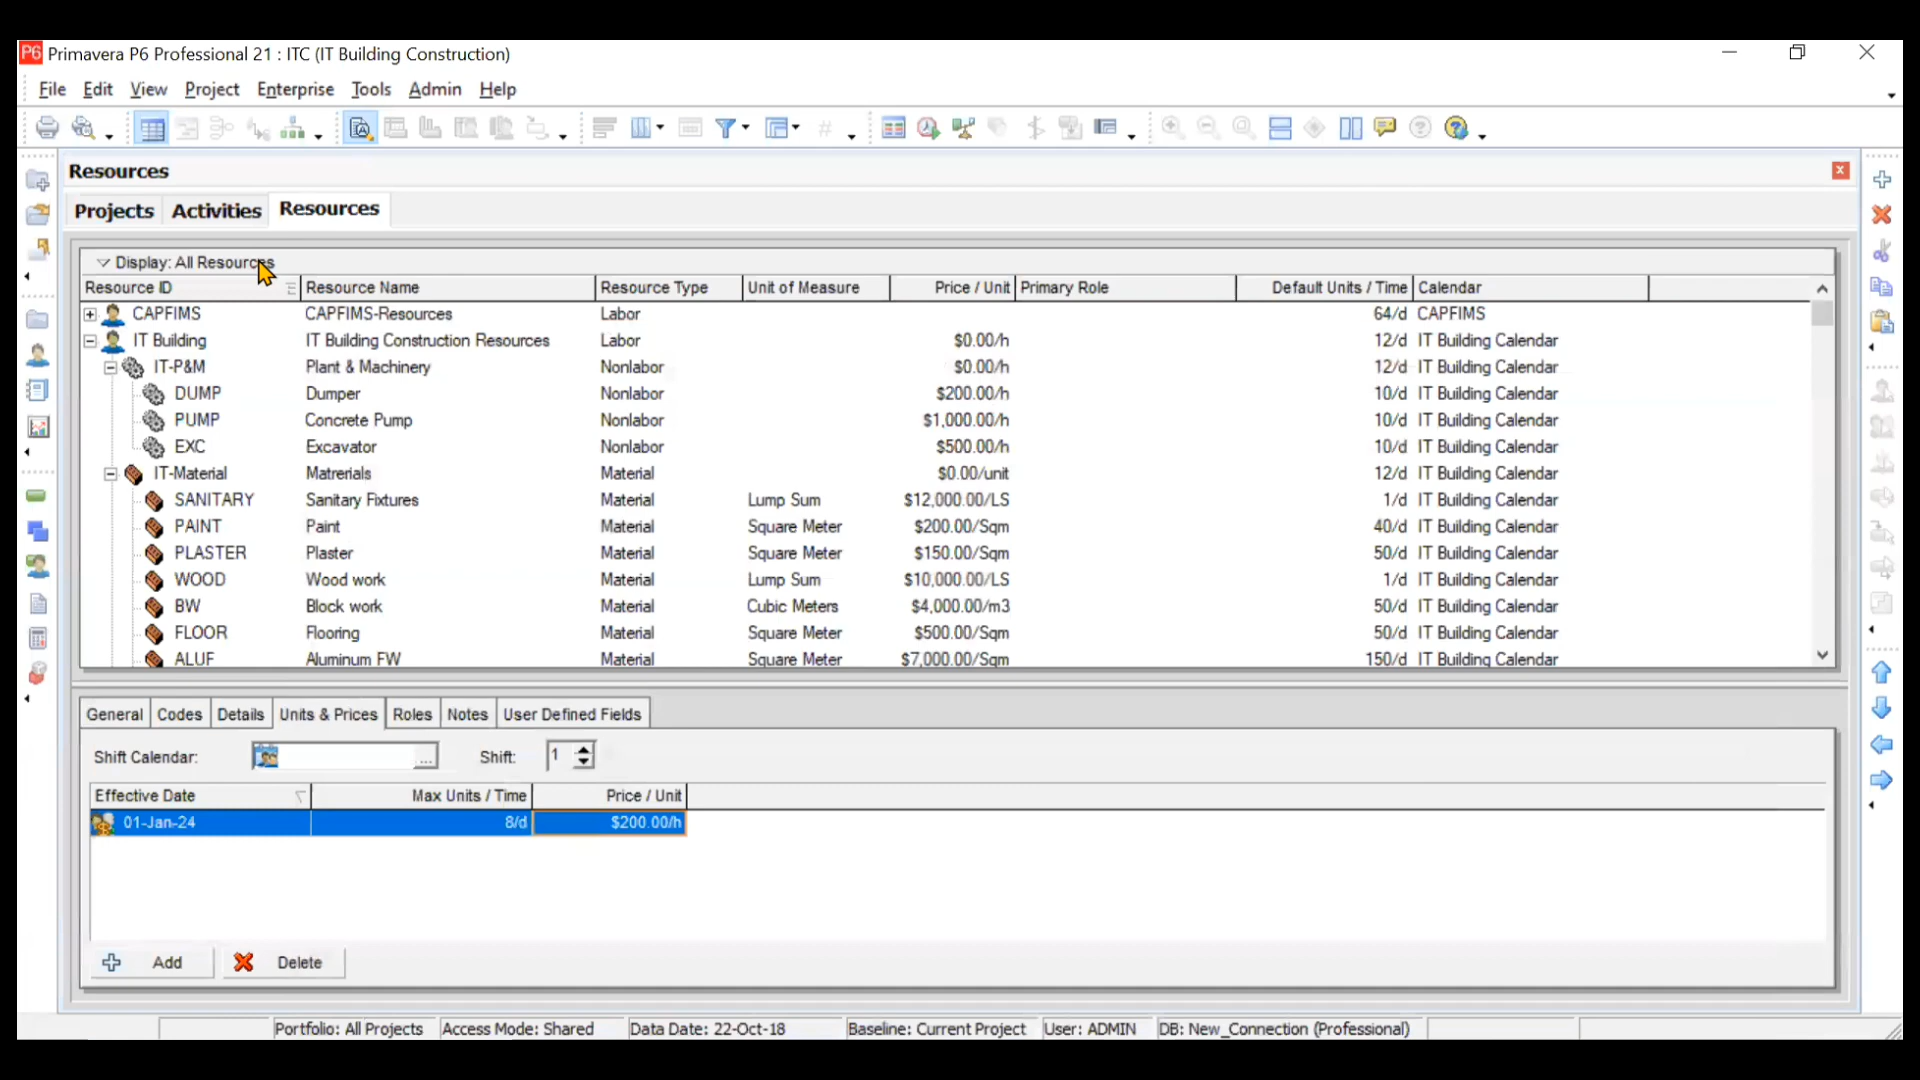 P6 Primavera P6 Professional 21 : ITC (IT Building Construction)
File Edit View Project Enterprise Tools Admin Help
Resources
Projects Activities Resources
Display: All Resources
Resource ID Resource Name Resource Type Unit of Measure Price / Unit Primary Role Default Units / Time Calendar
CAPFIMS CAPFIMS-Resources Labor 64/d CAPFIMS
IT Building IT Building Construction Resources Labor $0.00/h 12/d IT Building Calendar
IT-P&M Plant & Machinery Nonlabor $0.00/h 12/d IT Building Calendar
DUMP Dumper Nonlabor $200.00/h 10/d IT Building Calendar
PUMP Concrete Pump Nonlabor $1,000.00/h 10/d IT Building Calendar
EXC Excavator Nonlabor $500.00/h 10/d IT Building Calendar
IT-Material Matrerials Material $0.00/unit 12/d IT Building Calendar
SANITARY Sanitary Fixtures Material Lump Sum $12,000.00/LS 1/d IT Building Calendar
PAINT Paint Material Square Meter $200.00/Sqm 40/d IT Building Calendar
PLASTER Plaster Material Square Meter $150.00/Sqm 50/d IT Building Calendar
WOOD Wood work Material Lump Sum $10,000.00/LS 1/d IT Building Calendar
BW Block work Material Cubic Meters $4,000.00/m3 50/d IT Building Calendar
FLOOR Flooring Material Square Meter $500.00/Sqm 50/d IT Building Calendar
ALUF Aluminum FW Material Square Meter $7,000.00/Sqm 150/d IT Building Calendar
General Codes Details Units & Prices Roles Notes User Defined Fields
Shift Calendar: ... Shift: 1
Effective Date Max Units / Time Price / Unit
01-Jan-24 8/d $200.00/h
Add Delete
Portfolio: All Projects Access Mode: Shared Data Date: 22-Oct-18 Baseline: Current Project User: ADMIN DB: New_Connection (Professional)